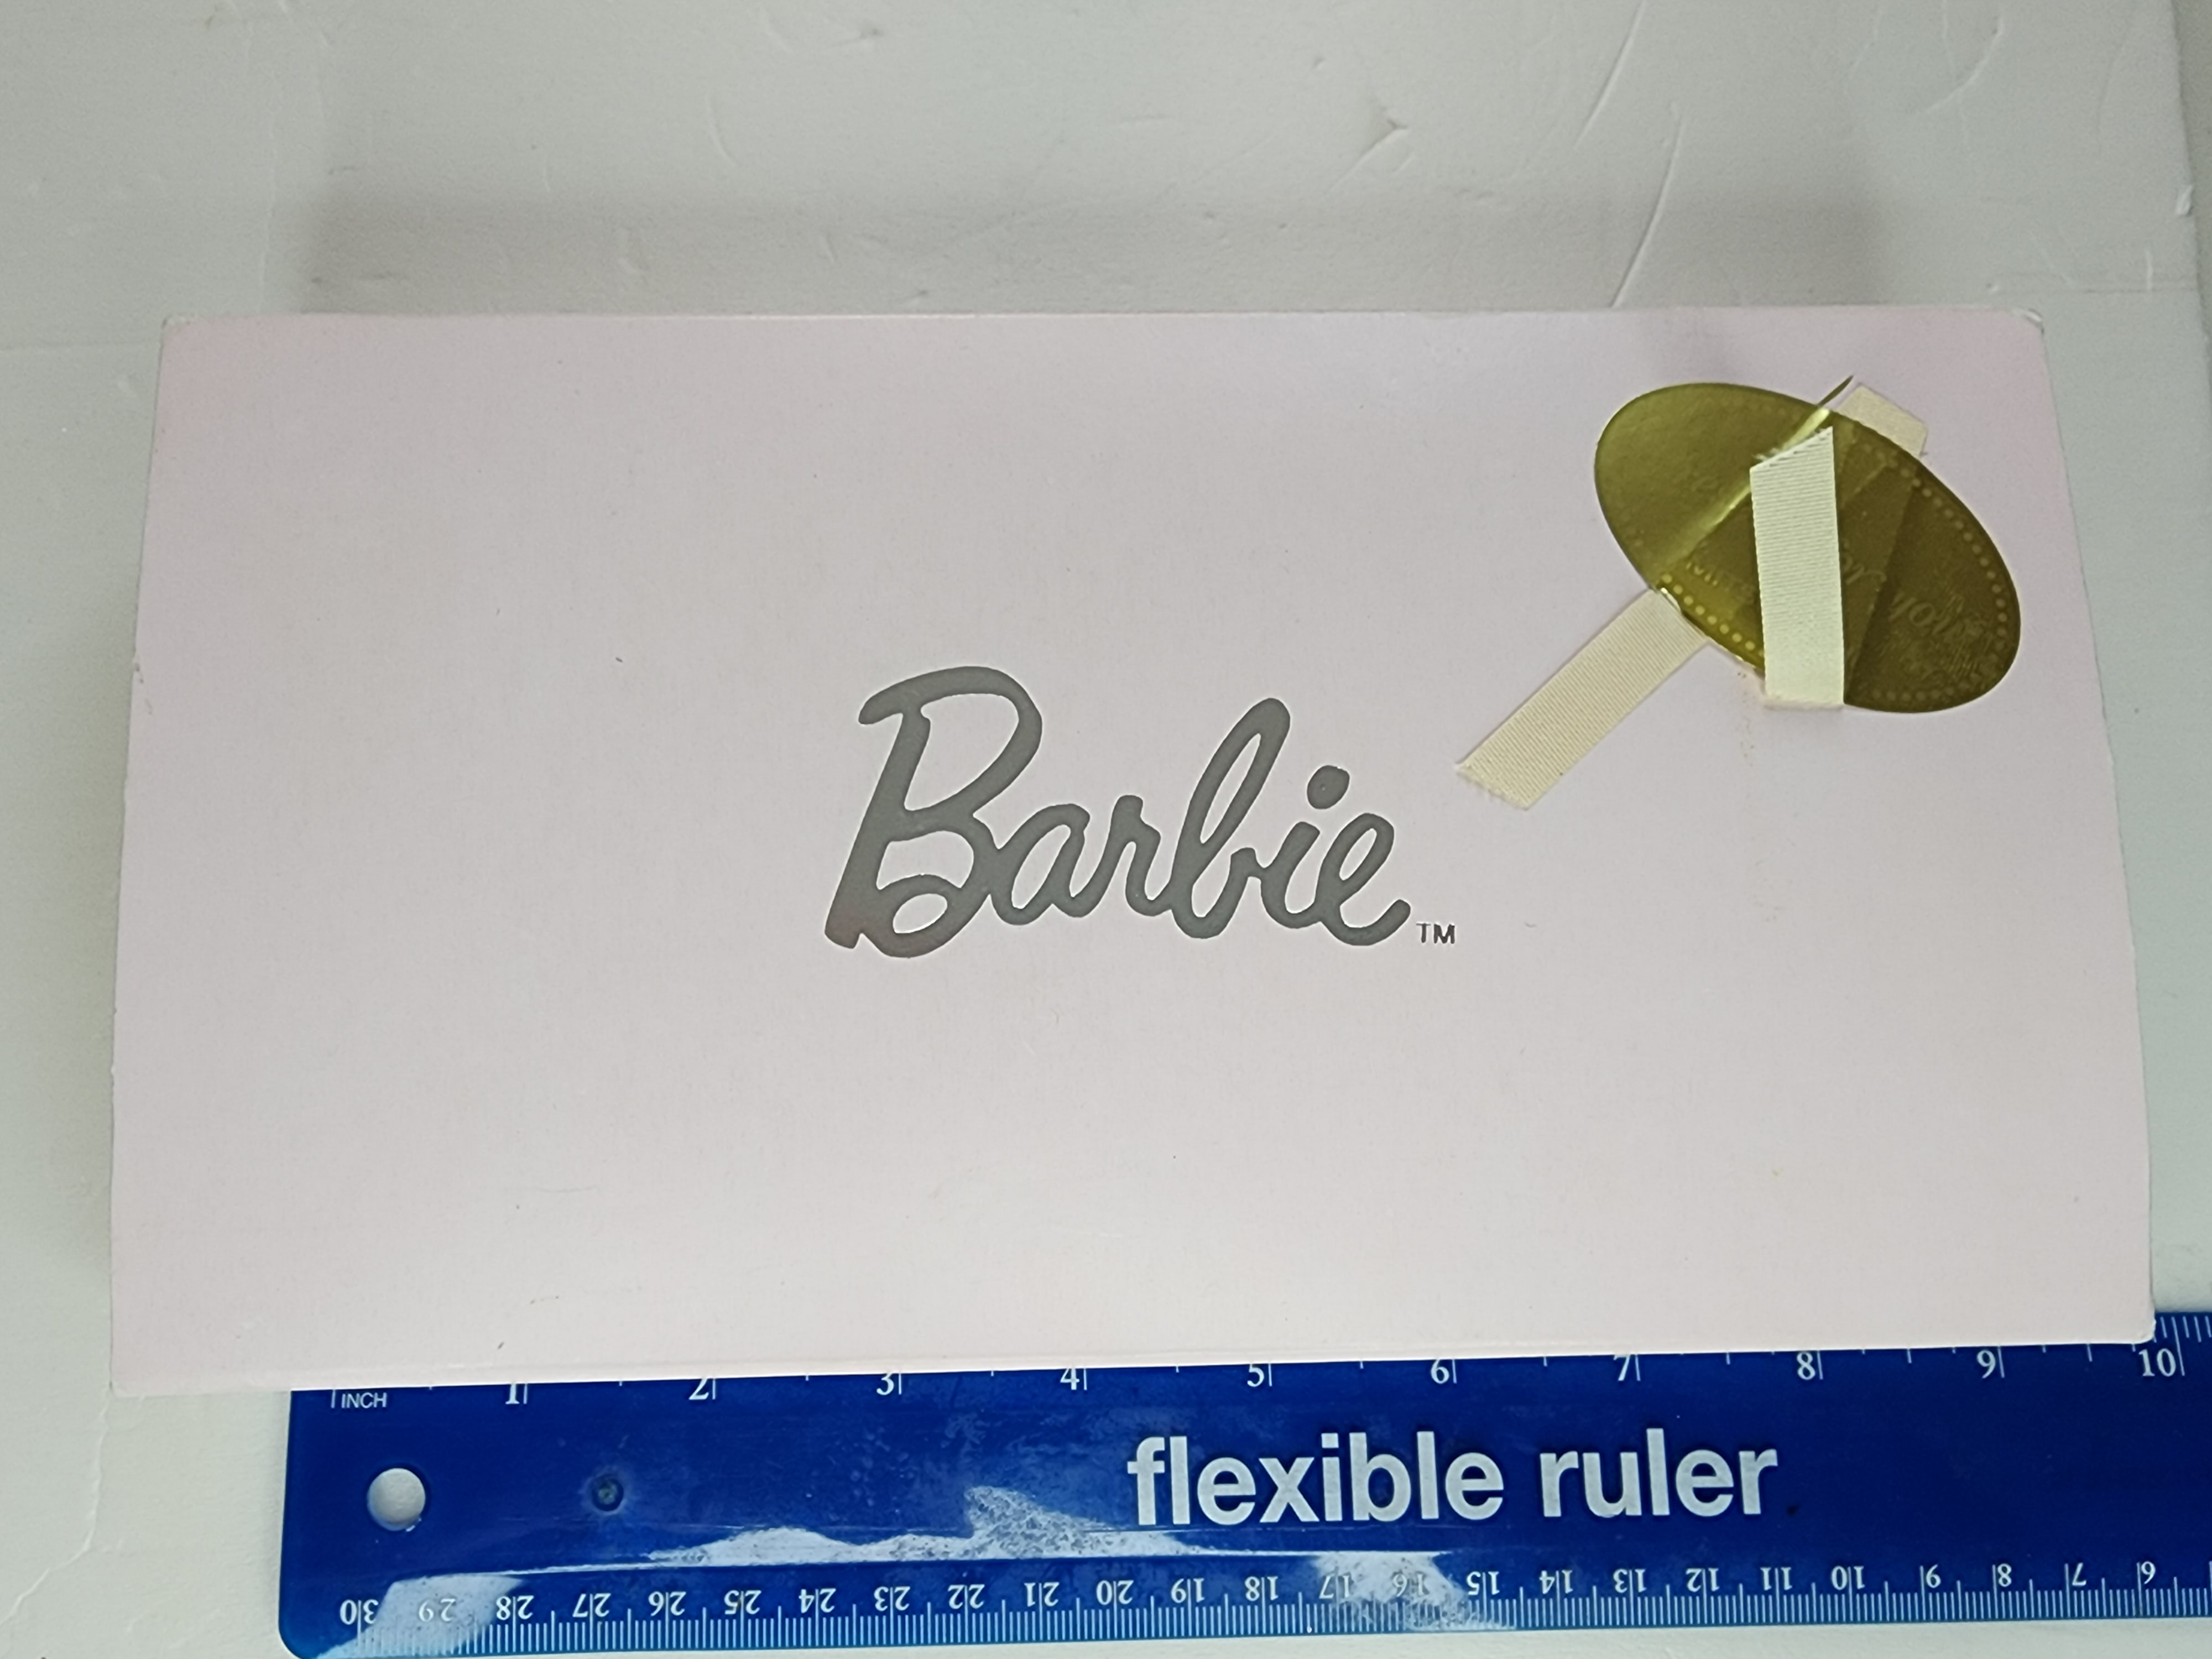 Barbie™
INCH 1 2 3 4 5 6 7 8 9 10
flexible ruler
30 29 28 27 26 25 24 23 22 21 20 19 18 17 16 15 14 13 12 11 10 9 8 7 6